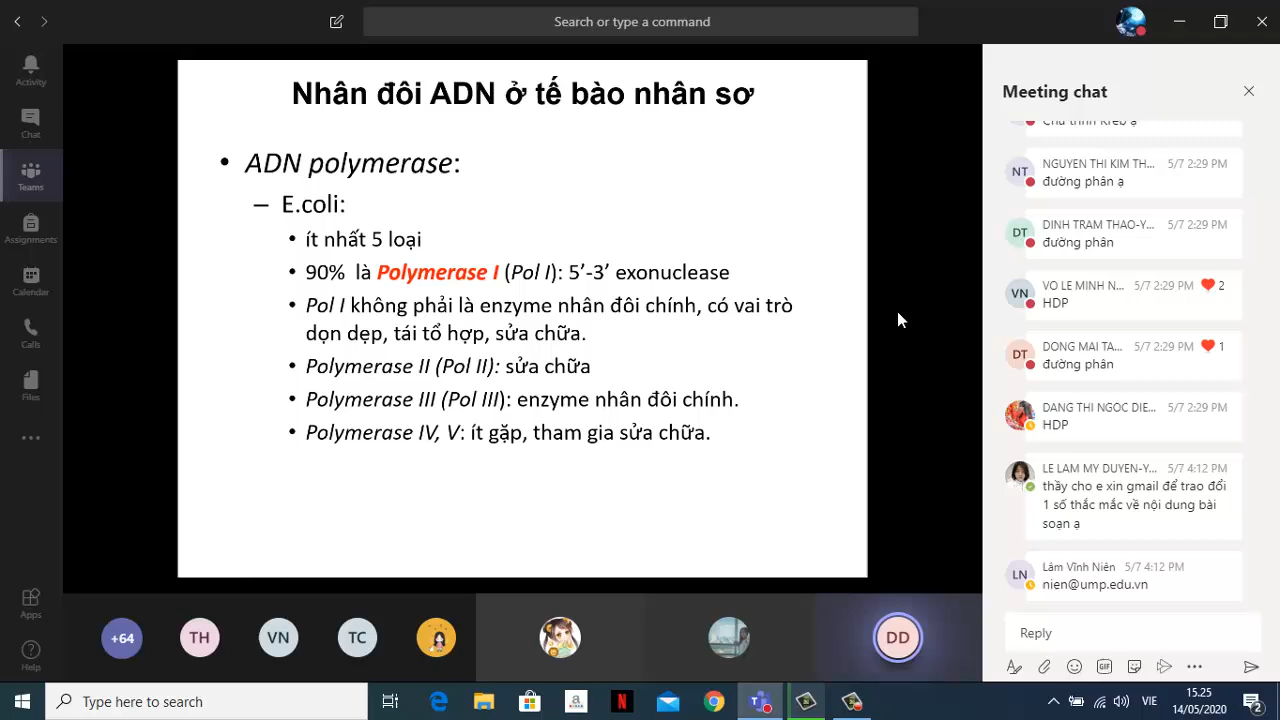 Search or type a command
Activity
Chat
Teams
Assignments
Calendar
Calls
Files
Apps
Help
Nhân đôi ADN ở tế bào nhân sơ
• ADN polymerase:
– E.coli:
• ít nhất 5 loại
• 90% là Polymerase I (Pol I): 5’-3’ exonuclease
• Pol I không phải là enzyme nhân đôi chính, có vai trò
dọn dẹp, tái tổ hợp, sửa chữa.
• Polymerase II (Pol II): sửa chữa
• Polymerase III (Pol III): enzyme nhân đôi chính.
• Polymerase IV, V: ít gặp, tham gia sửa chữa.
+64
TH
VN
TC
DD
Meeting chat
Chu trình Kreb ạ
NT
NGUYEN THI KIM TH... 5/7 2:29 PM
đường phân ạ
DT
DINH TRAM THAO-Y... 5/7 2:29 PM
đường phân
VN
VO LE MINH N... 5/7 2:29 PM 2
HDP
DT
DONG MAI TA... 5/7 2:29 PM 1
đường phân
DANG THI NGOC DIE... 5/7 2:29 PM
HDP
LE LAM MY DUYEN-Y... 5/7 4:12 PM
thầy cho e xin gmail để trao đổi
1 số thắc mắc về nội dung bài
soạn ạ
LN
Lâm Vĩnh Niên 5/7 4:12 PM
nien@ump.edu.vn
Reply
GIF
Type here to search
VIE
15.25
14/05/2020
2